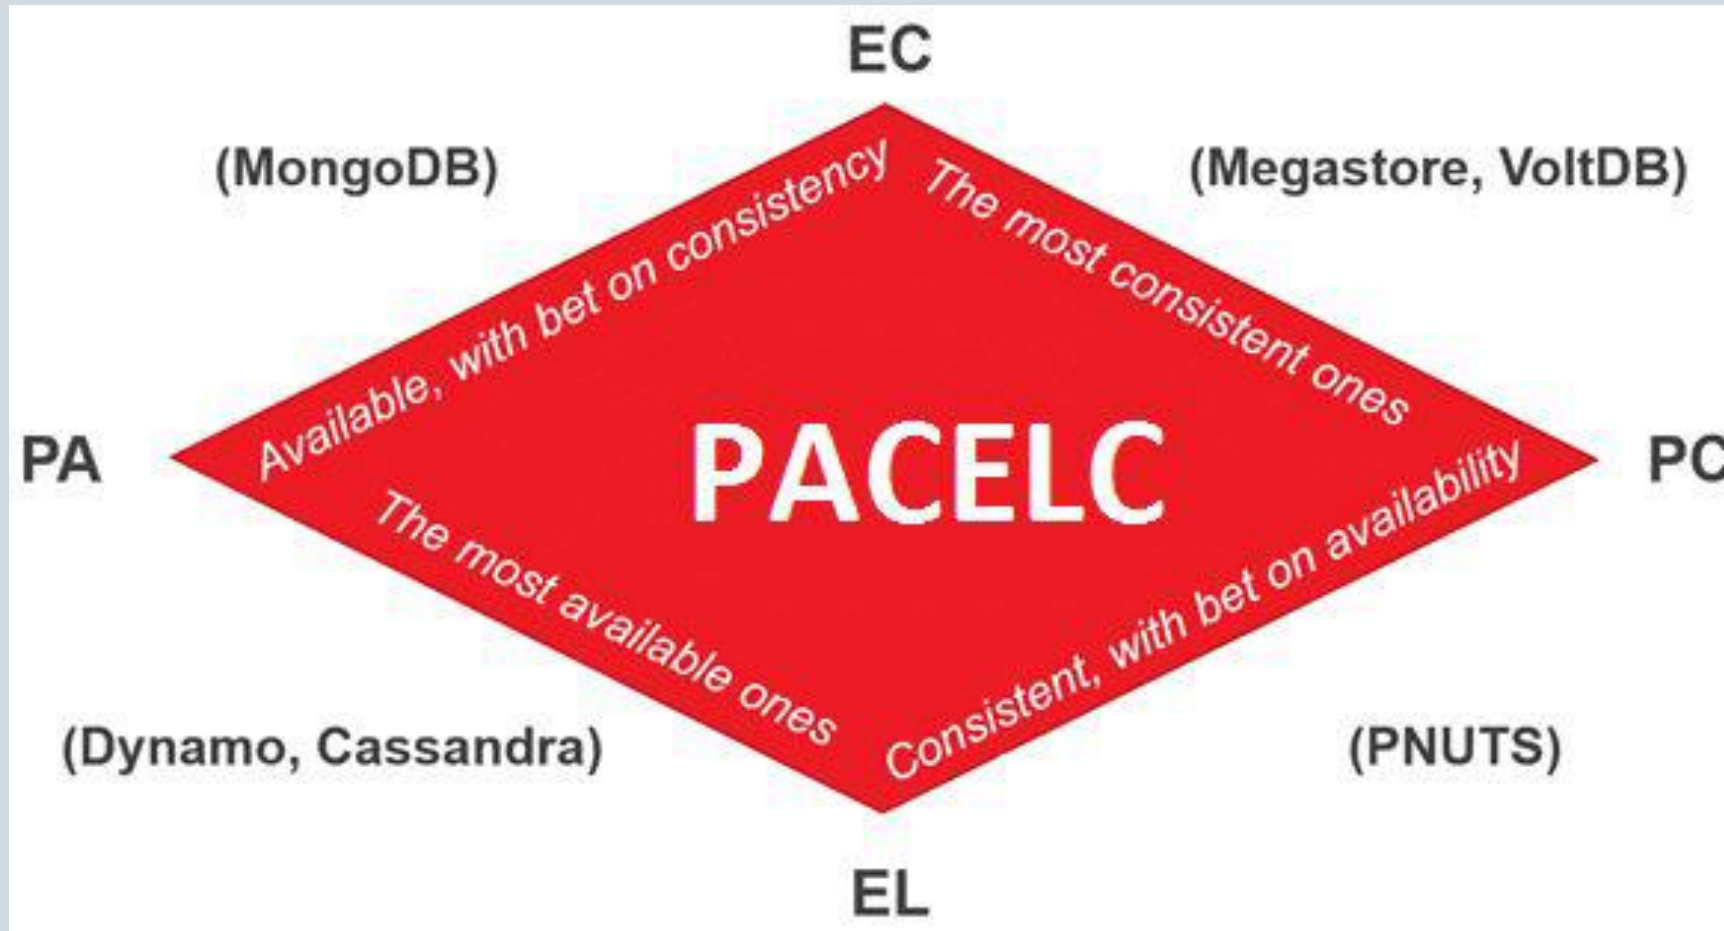 EC
(MongoDB)
(Megastore, VoltDB)
Available, with bet on consistency
The most consistent ones
PA
PACELC
PC
The most available ones
Consistent, with bet on availability
(Dynamo, Cassandra)
(PNUTS)
EL